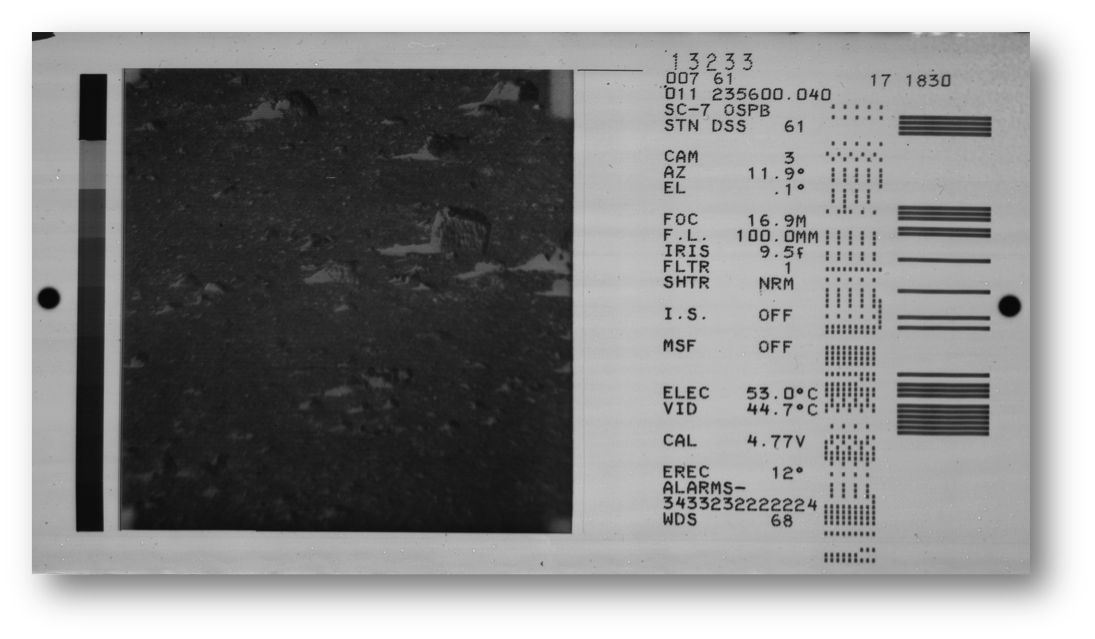 13233
007 61 17 1830
011 235600.040
SC-7 OSPB
STN DSS 61
CAM 3
AZ 11.9°
EL .1°
FOC 16.9M
F.L. 100.0MM
IRIS 9.5f
FLTR 1
SHTR NRM
I.S. OFF
MSF OFF
ELEC 53.0°C
VID 44.7°C
CAL 4.77V
EREC 12°
ALARMS-
3433232222224
WDS 68